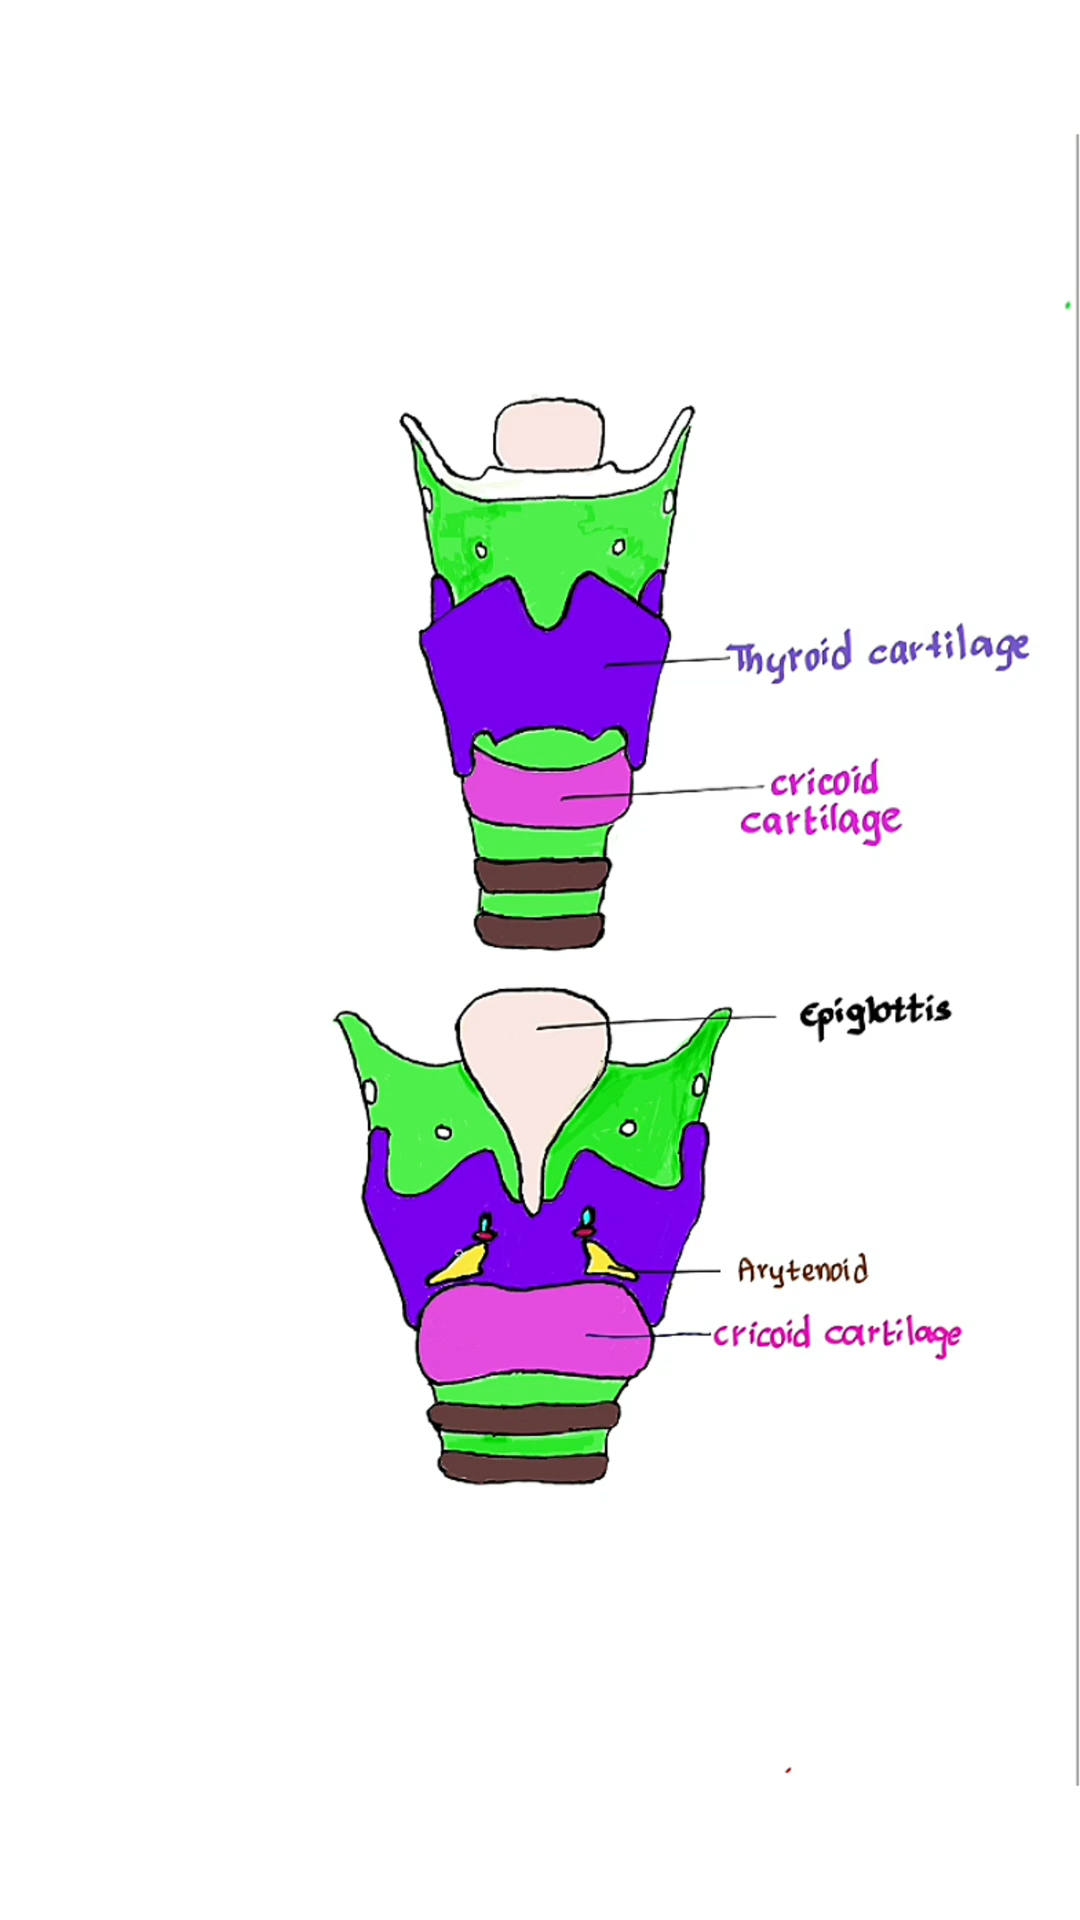 Thyroid cartilage
cricoid
cartilage
Epiglottis
Arytenoid
cricoid cartilage